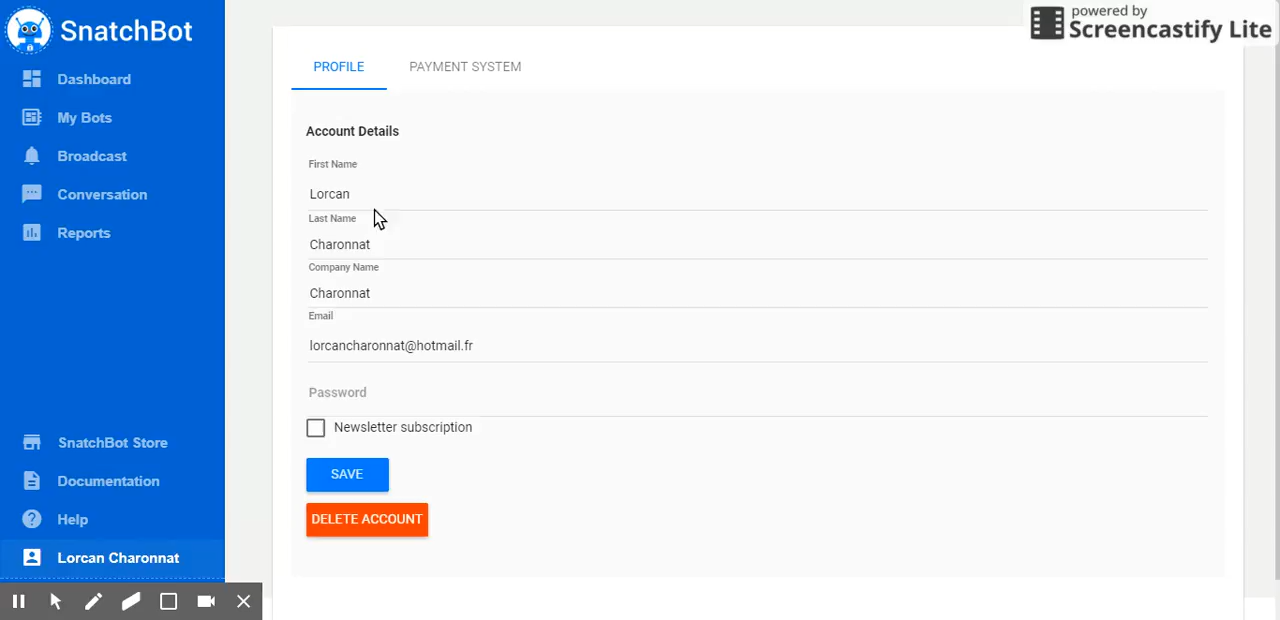 SnatchBot
Dashboard
My Bots
Broadcast
Conversation
Reports
SnatchBot Store
Documentation
Help
Lorcan Charonnat
powered by
Screencastify Lite
PROFILE PAYMENT SYSTEM
Account Details
First Name
Lorcan
Last Name
Charonnat
Company Name
Charonnat
Email
lorcancharonnat@hotmail.fr
Password
Newsletter subscription
SAVE
DELETE ACCOUNT